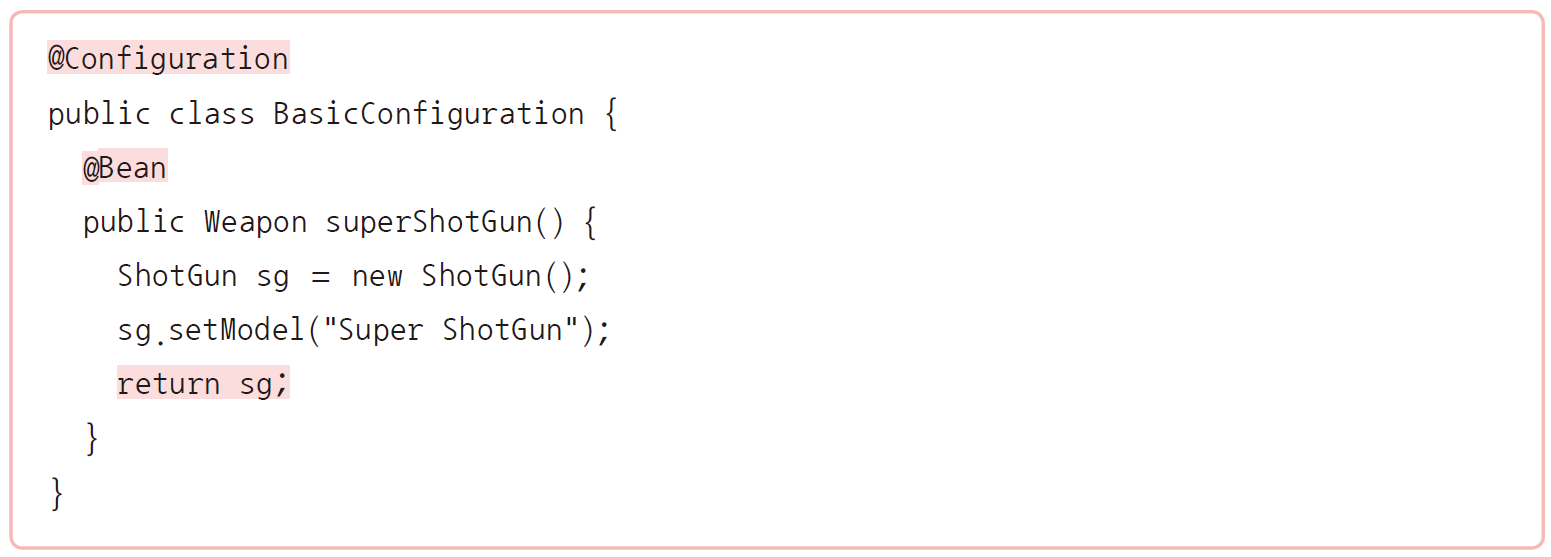 @Configuration
public class BasicConfiguration {
  @Bean
  public Weapon superShotGun() {
    ShotGun sg = new ShotGun();
    sg.setModel("Super ShotGun");
    return sg;
  }
}